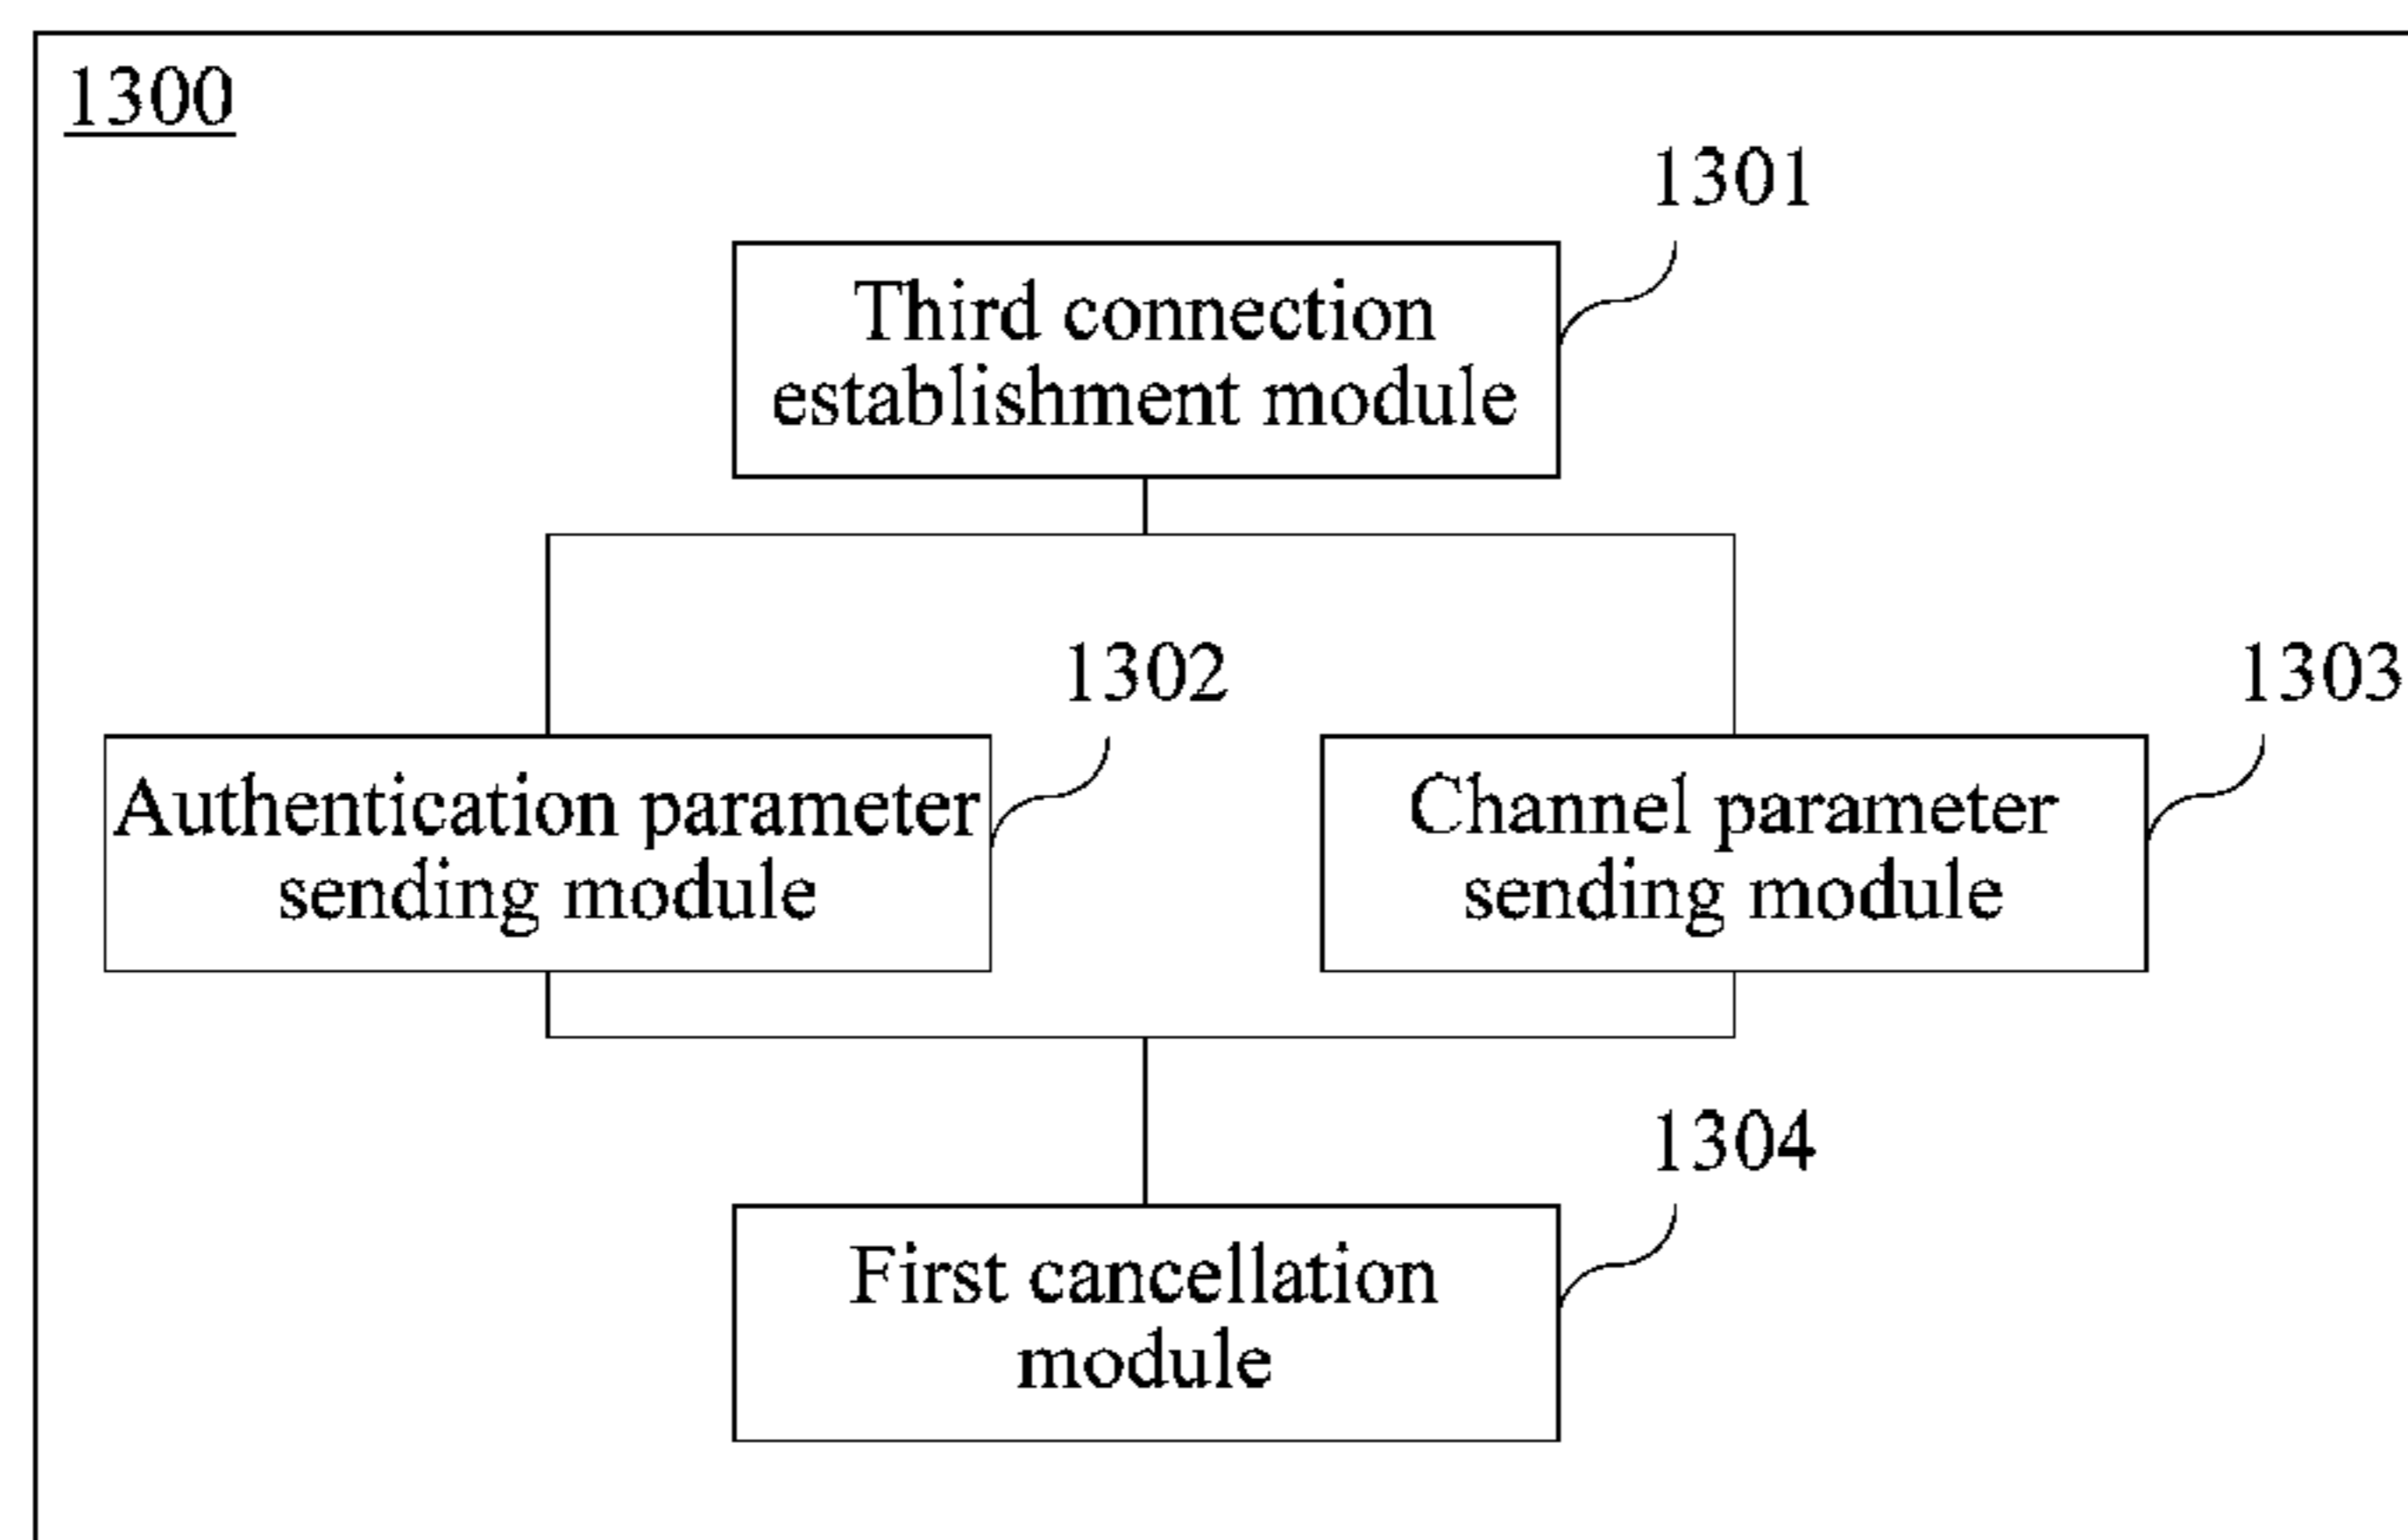 1300
1301
Third connection
establishment module
1302
1303
Authentication parameter
sending module
Channel parameter
sending module
1304
First cancellation
module